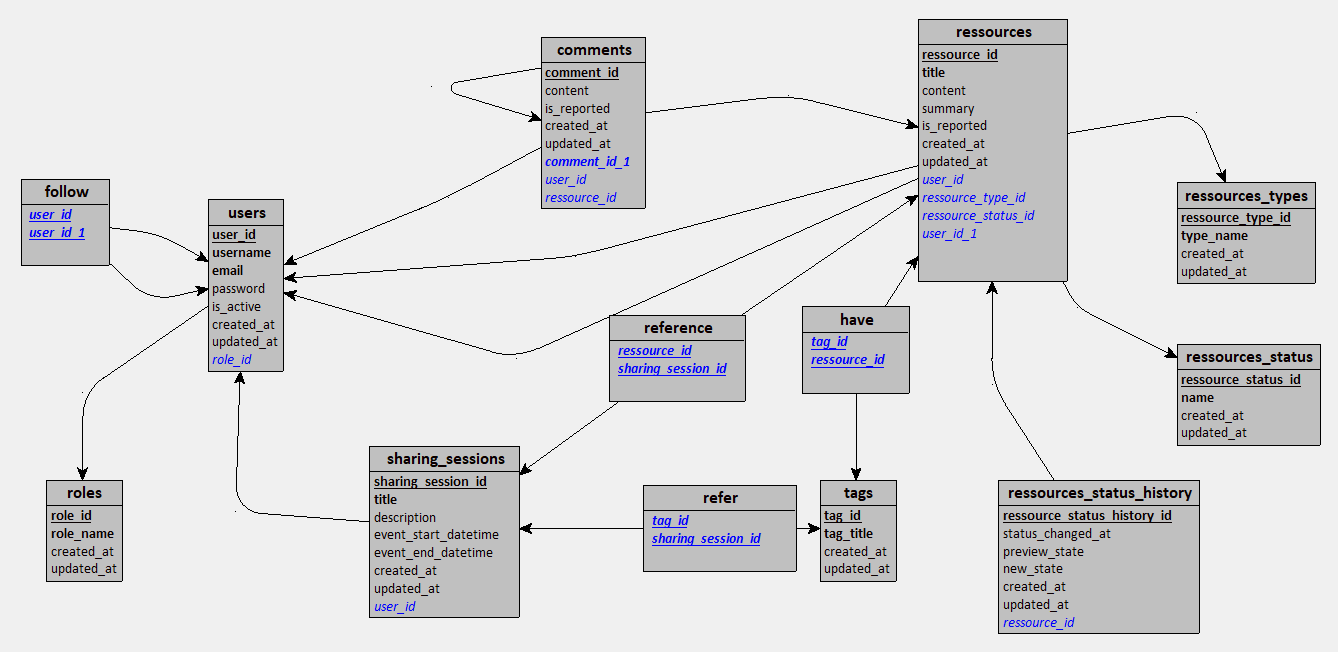 comments
comment_id
content
is_reported
created_at
updated_at
comment_id_1
user_id
ressource_id
ressources
ressource_id
title
content
summary
is_reported
created_at
updated_at
user_id
ressource_type_id
ressource_status_id
user_id_1
follow
user_id
user_id_1
users
user_id
username
email
password
is_active
created_at
updated_at
role_id
ressources_types
ressource_type_id
type_name
created_at
updated_at
reference
ressource_id
sharing_session_id
have
tag_id
ressource_id
ressources_status
ressource_status_id
name
created_at
updated_at
roles
role_id
role_name
created_at
updated_at
sharing_sessions
sharing_session_id
title
description
event_start_datetime
event_end_datetime
created_at
updated_at
user_id
refer
tag_id
sharing_session_id
tags
tag_id
tag_title
created_at
updated_at
ressources_status_history
ressource_status_history_id
status_changed_at
preview_state
new_state
created_at
updated_at
ressource_id